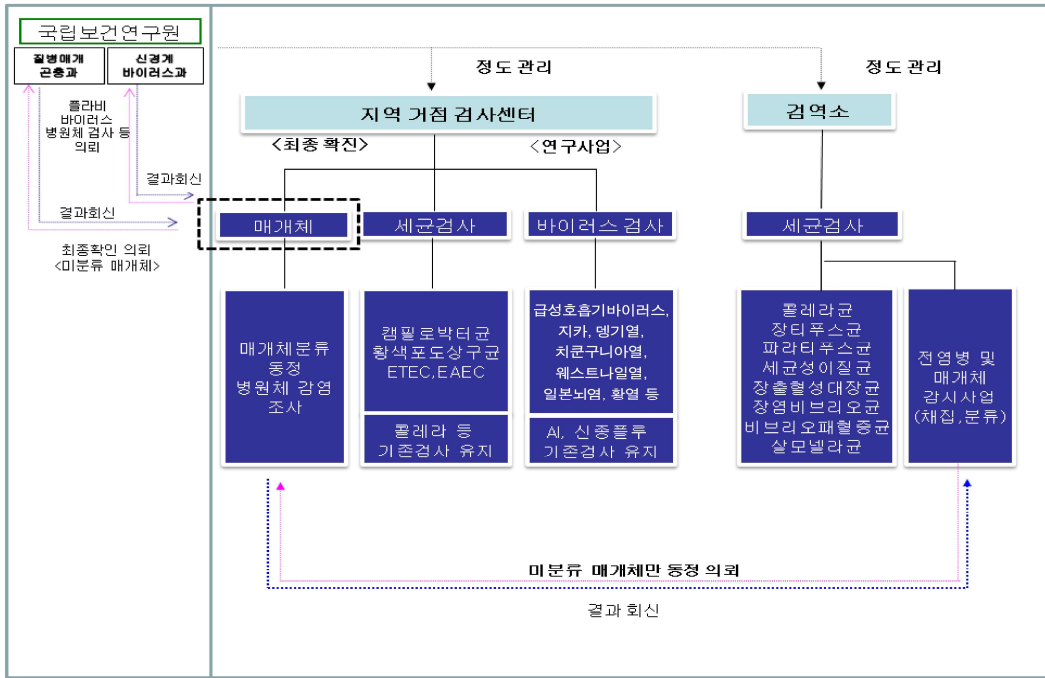 국립보건연구원
질병매개
곤충과
신경계
바이러스과
플라비
바이러스
병원체 검사 등
의뢰
결과회신
결과회신
최종확인 의뢰
<미분류 매개체>
정도 관리
정도 관리
지역 거점 검사센터
검역소
<최종 확진>
<연구사업>
매개체
세균검사
바이러스 검사
세균검사
매개체분류
동정
병원체 감염
조사
캠필로박터균
황색포도상구균
ETEC,EAEC
콜레라 등
기존검사 유지
급성호흡기바이러스,
지카, 뎅기열,
치쿤구니아열,
웨스트나일열,
일본뇌염, 황열 등
AI, 신종플루
기존검사 유지
콜레라균
장티푸스균
파라티푸스균
세균성이질균
장출혈성대장균
장염비브리오균
비브리오패혈증균
살모넬라균
전염병 및
매개체
감시사업
(채집,분류)
미분류 매개체만 동정 의뢰
결과 회신